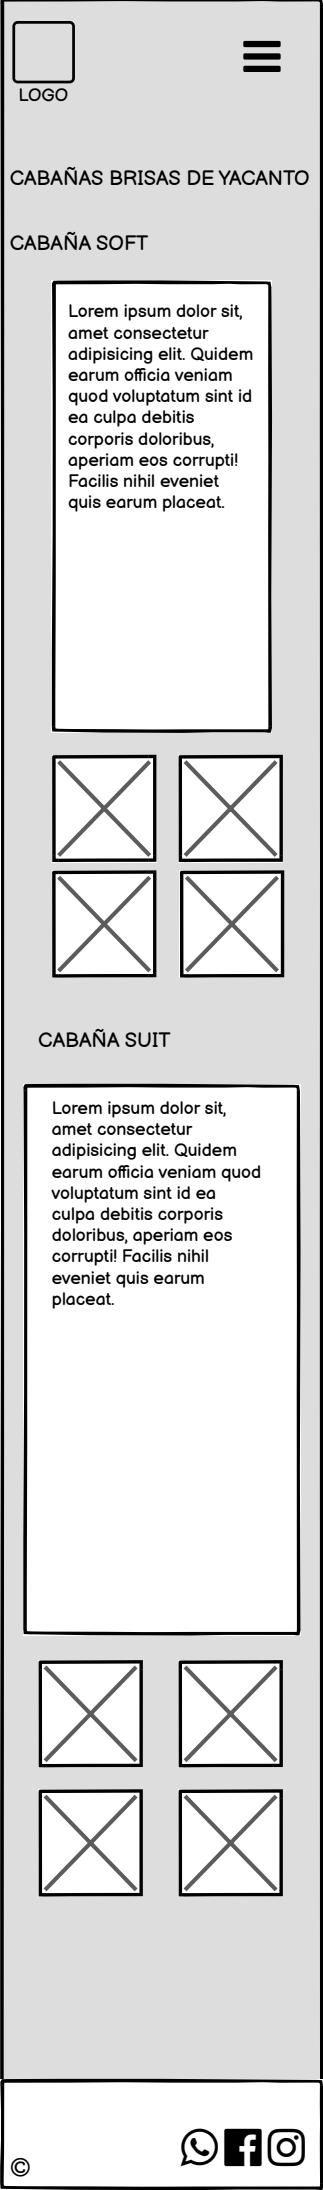 LOGO
CABAÑAS BRISAS DE YACANTO
CABAÑA SOFT
Lorem ipsum dolor sit,
amet consectetur
adipisicing elit. Quidem
earum officia veniam
quod voluptatum sint id
ea culpa debitis
corporis doloribus,
aperiam eos corrupti!
Facilis nihil eveniet
quis earum placeat.
CABAÑA SUIT
Lorem ipsum dolor sit,
amet consectetur
adipisicing elit. Quidem
earum officia veniam quod
voluptatum sint id ea
culpa debitis corporis
doloribus, aperiam eos
corrupti! Facilis nihil
eveniet quis earum
placeat.
©